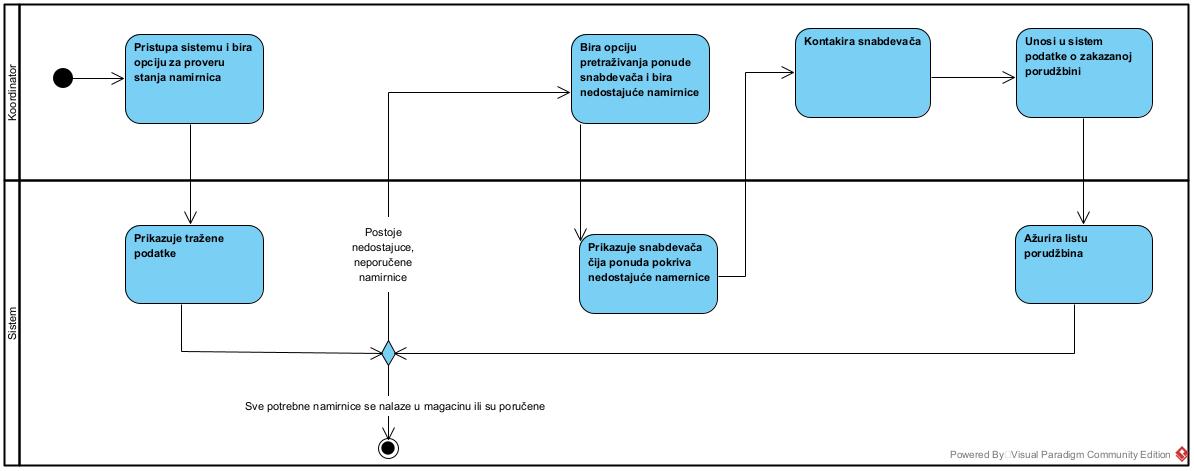 Koordinator
Pristupa sistemu i bira
opciju za proveru
stanja namirnica
Bira opciju
pretraživanja ponude
snabdevača i bira
nedostajuće namirnice
Kontakira snabdevača
Unosi u sistem
podatke o zakazanoj
porudžbini
Sistem
Prikazuje tražene
podatke
Postoje
nedostajuce,
neporučene
namirnice
Prikazuje snabdevača
čija ponuda pokriva
nedostajuće namernice
Ažurira listu
porudžbina
Sve potrebne namirnice se nalaze u magacinu ili su poručene
Powered By Visual Paradigm Community Edition